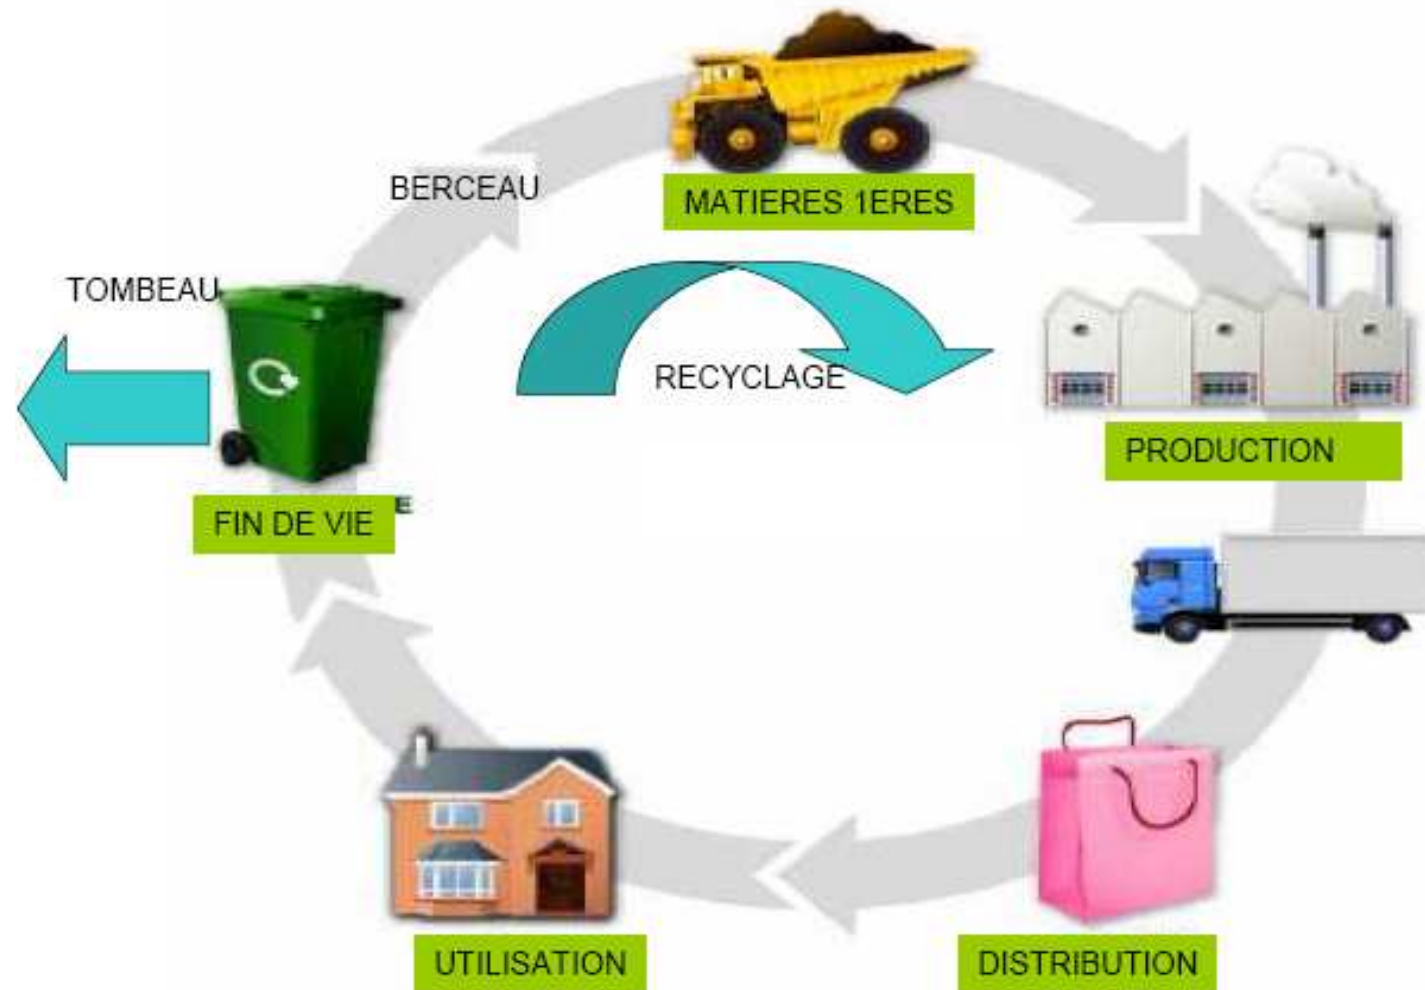 BERCEAU
MATIERES 1ERES
TOMBEAU
RECYCLAGE
PRODUCTION
E
FIN DE VIE
UTILISATION
DISTRIBUTION